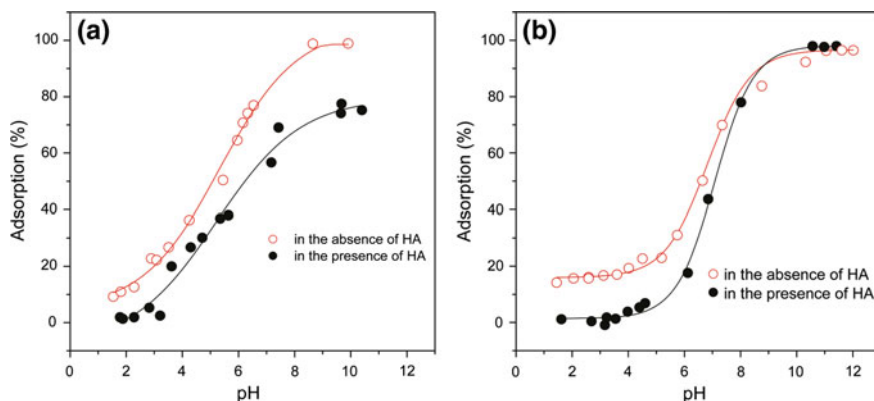 (a)
100
80
60
40
20
0
Adsorption (%)
in the absence of HA
in the presence of HA
0 2 4 6 8 10 12
pH
(b)
100
80
60
40
20
0
Adsorption (%)
in the absence of HA
in the presence of HA
0 2 4 6 8 10 12
pH